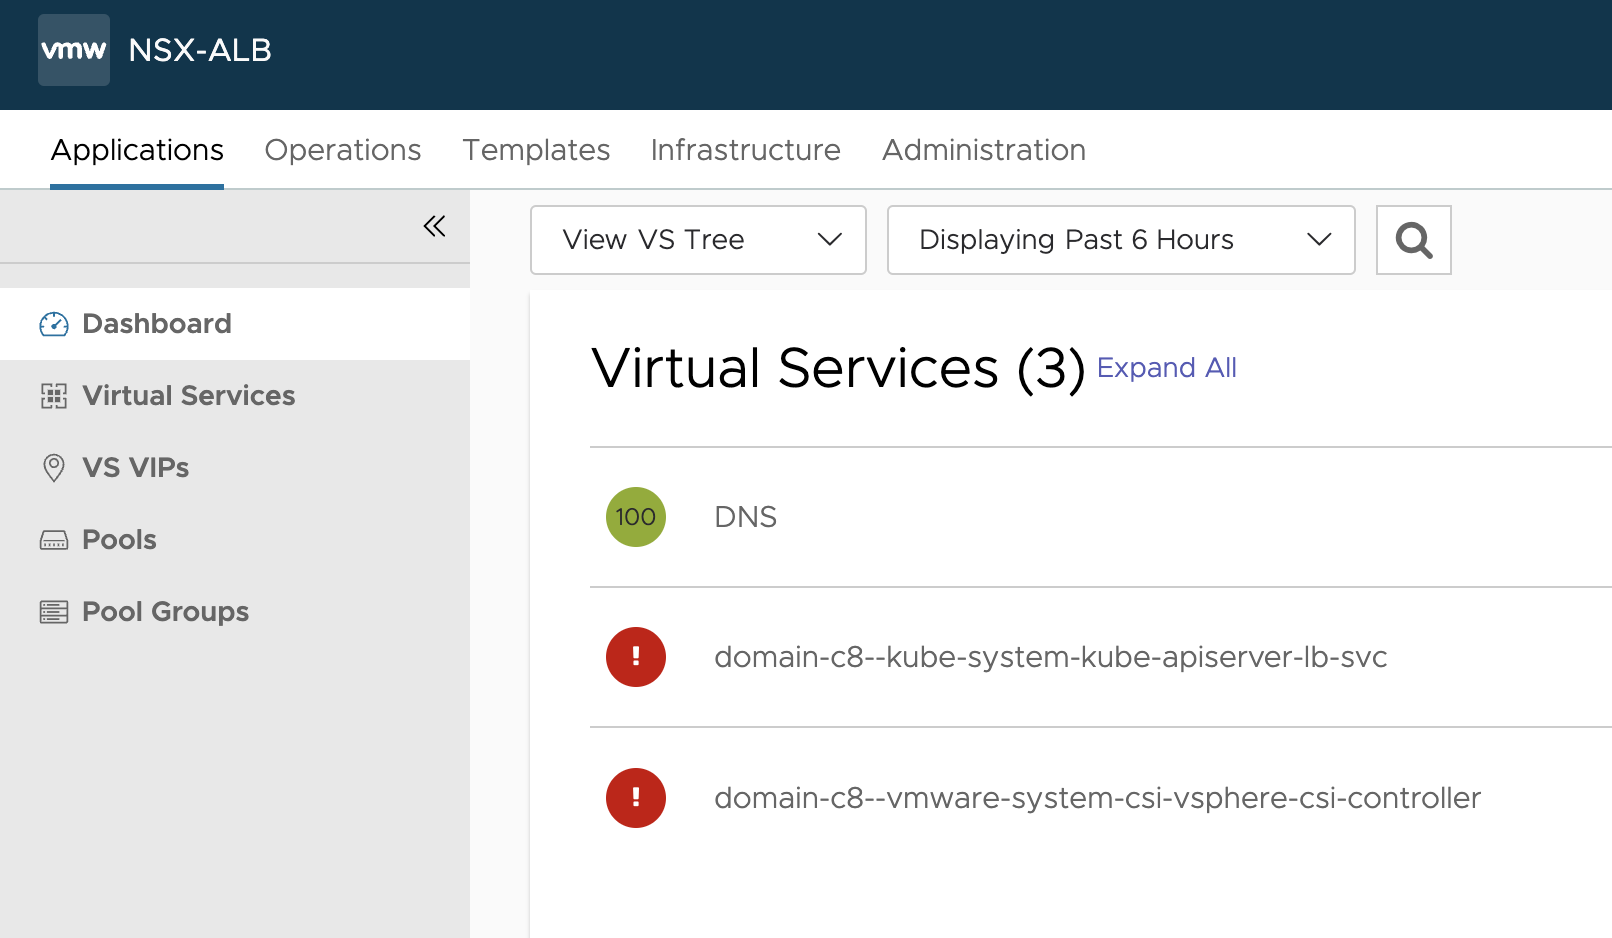 vmw NSX-ALB
Applications Operations Templates Infrastructure Administration
View VS Tree Displaying Past 6 Hours
Dashboard
Virtual Services
VS VIPs
Pools
Pool Groups
Virtual Services (3) Expand All
100 DNS
! domain-c8--kube-system-kube-apiserver-lb-svc
! domain-c8--vmware-system-csi-vsphere-csi-controller